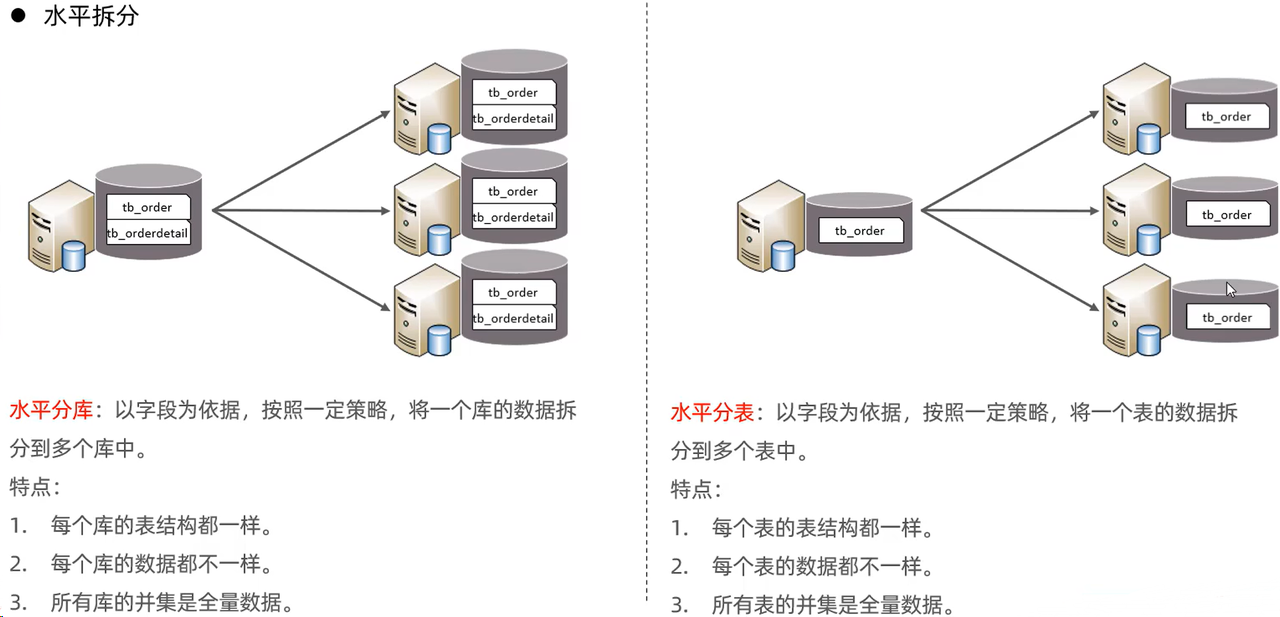 ● 水平拆分
tb_order
tb_orderdetail
tb_order
tb_orderdetail
tb_order
tb_orderdetail
tb_order
tb_orderdetail
水平分库：以字段为依据，按照一定策略，将一个库的数据拆
分到多个库中。
特点：
1. 每个库的表结构都一样。
2. 每个库的数据都不一样。
3. 所有库的并集是全量数据。
tb_order
tb_order
tb_order
tb_order
水平分表：以字段为依据，按照一定策略，将一个表的数据拆
分到多个表中。
特点：
1. 每个表的表结构都一样。
2. 每个表的数据都不一样。
3. 所有表的并集是全量数据。